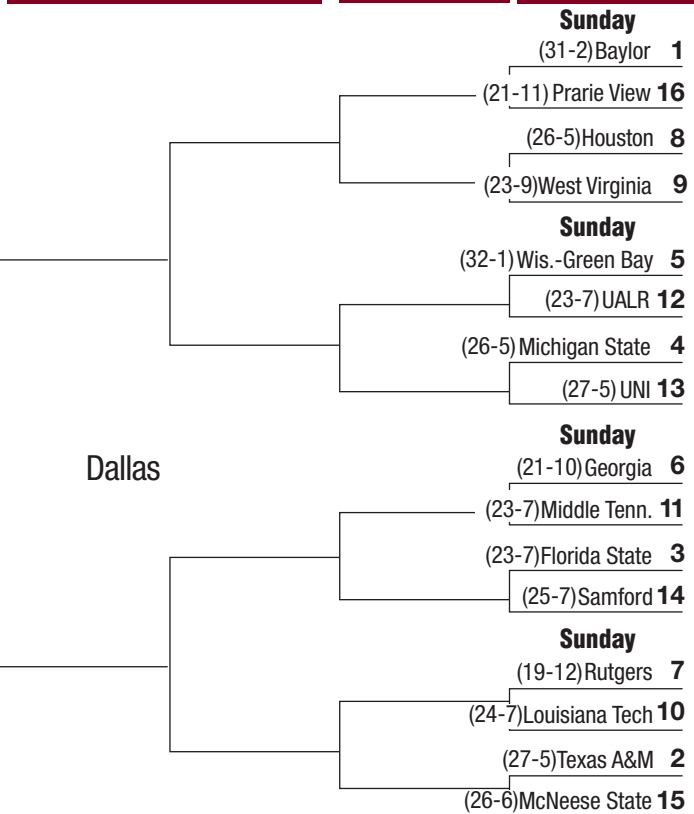 Sunday
(31-2)Baylor 1
(21-11) Prarie View 16
(26-5)Houston 8
(23-9)West Virginia 9
Sunday
(32-1) Wis.-Green Bay 5
(23-7)UALR 12
(26-5) Michigan State 4
(27-5) UNI 13
Dallas
Sunday
(21-10)Georgia 6
(23-7)Middle Tenn. 11
(23-7)Florida State 3
(25-7)Samford 14
Sunday
(19-12)Rutgers 7
(24-7)Louisiana Tech 10
(27-5)Texas A&M 2
(26-6)McNeese State 15